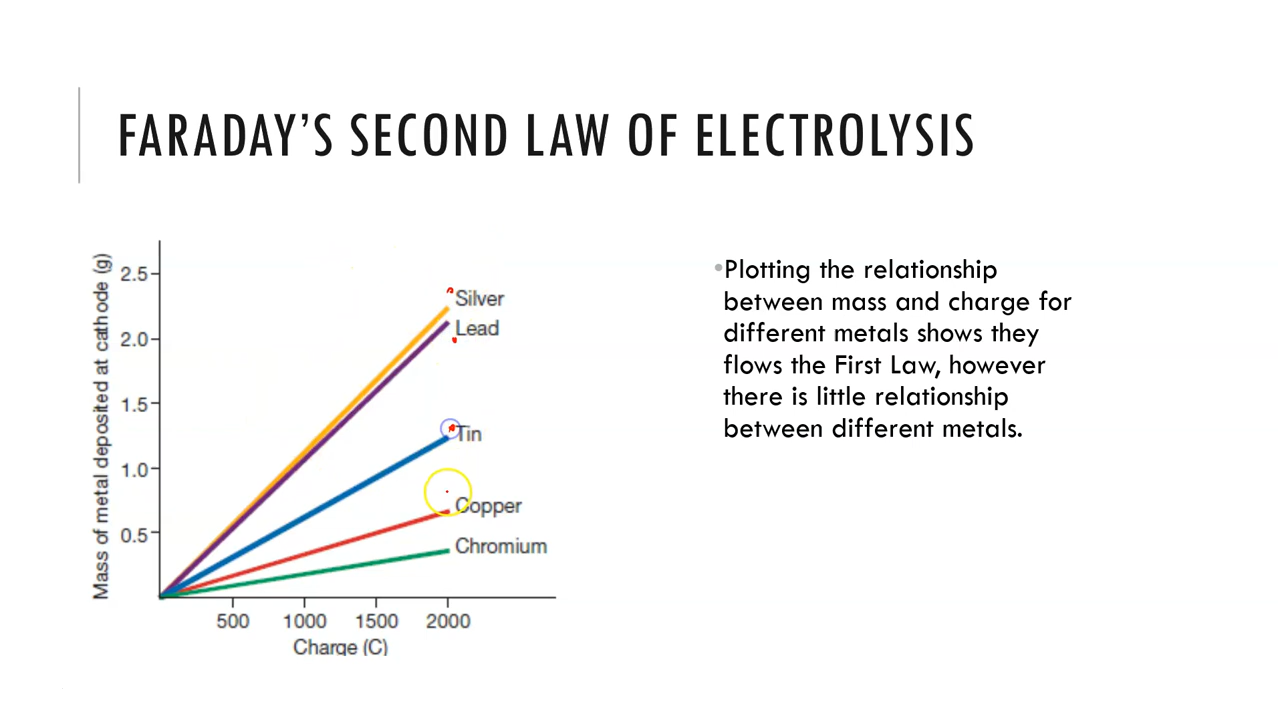 FARADAY'S SECOND LAW OF ELECTROLYSIS
Mass of metal deposited at cathode (g)
2.5
2.0
1.5
1.0
0.5
Silver
Lead
Tin
Copper
Chromium
500 1000 1500 2000
Charge (C)
•Plotting the relationship
between mass and charge for
different metals shows they
flows the First Law, however
there is little relationship
between different metals.